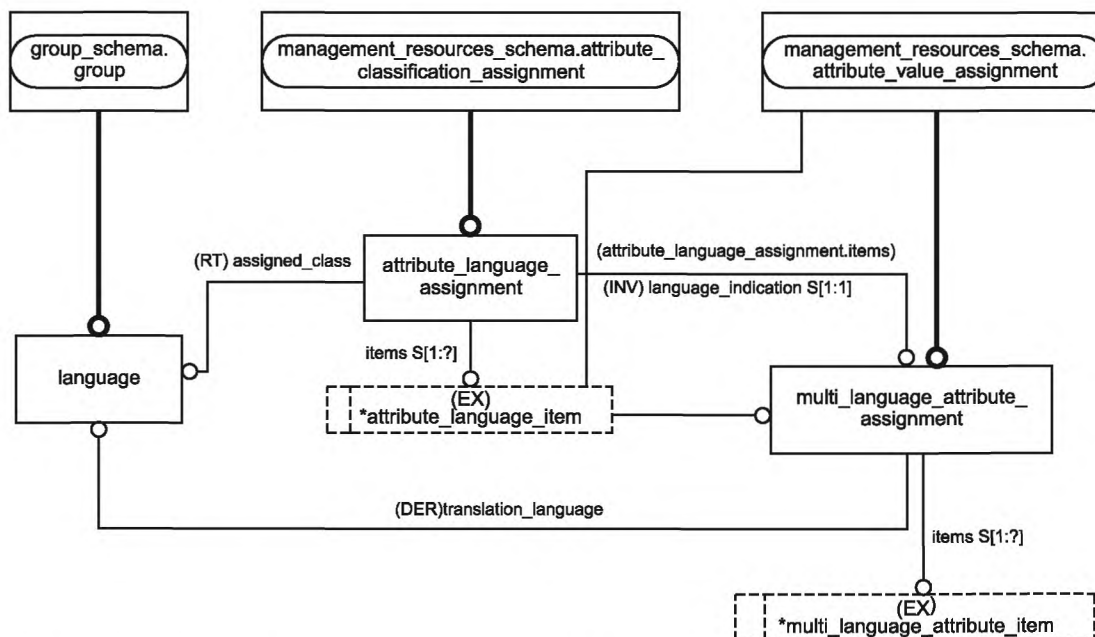 group_schema.
group
management_resources_schema.attribute_
classification_assignment
management_resources_schema.
attribute_value_assignment
(RT) assigned_class
attribute_language_
assignment
(attribute_language_assignment.items)
(INV) language_indication S[1:1]
items S[1:?]
language
(EX)
*attribute_language_item
multi_language_attribute_
assignment
(DER)translation_language
items S[1:?]
(EX)
*multi_language_attribute_item